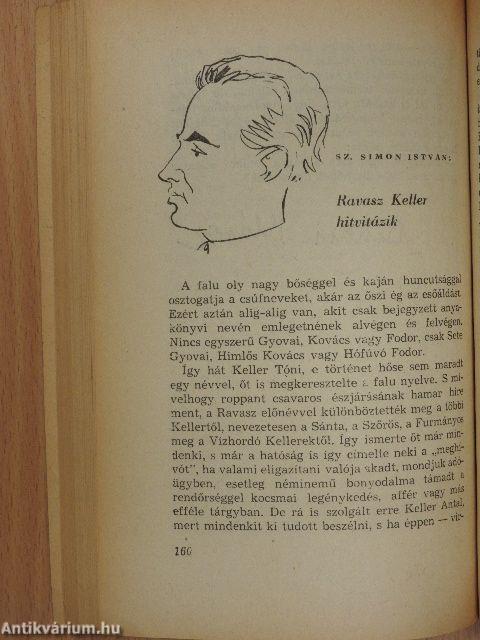 SZ. SIMON ISTVÁN:
Ravasz Keller
hitvitázik
A falu oly nagy bőséggel és kaján huncutsággal
osztogatja a csúfneveket, akár az őszi ég az esőáldást.
Ezért aztán alig-alig van, akit csak bejegyzett anya-
könyvi nevén emlegetnének alvégen és felvégen.
Nincs egyszerű Gyovai, Kovács vagy Fodor, csak Sete
Gyovai, Himlős Kovács vagy Hófúvó Fodor.
Így hát Keller Tóni, e történet hőse sem maradt
egy névvel, őt is megkeresztelte a falu nyelve. S mi-
velhogy roppant csavaros észjárásának hamar híre
ment, a Ravasz előnévvel különböztették meg a többi
Kellertől, nevezetesen a Sánta, a Szőrös, a Furmányos
meg a Vízhordó Kellerektől. Így ismerte őt már min-
denki, s már a hatóság is így címelte neki a „meghí-
vót", ha valami eligazítani valója akadt, mondjuk adó-
ügyben, esetleg néminemű bonyodalma támadt a
rendőrséggel kocsmai legénykedés, affér vagy más
efféle tárgyban. De rá is szolgált erre Keller Antal,
mert mindenkit ki tudott beszélni, s ha éppen — vir-
160
Antikvárium.hu